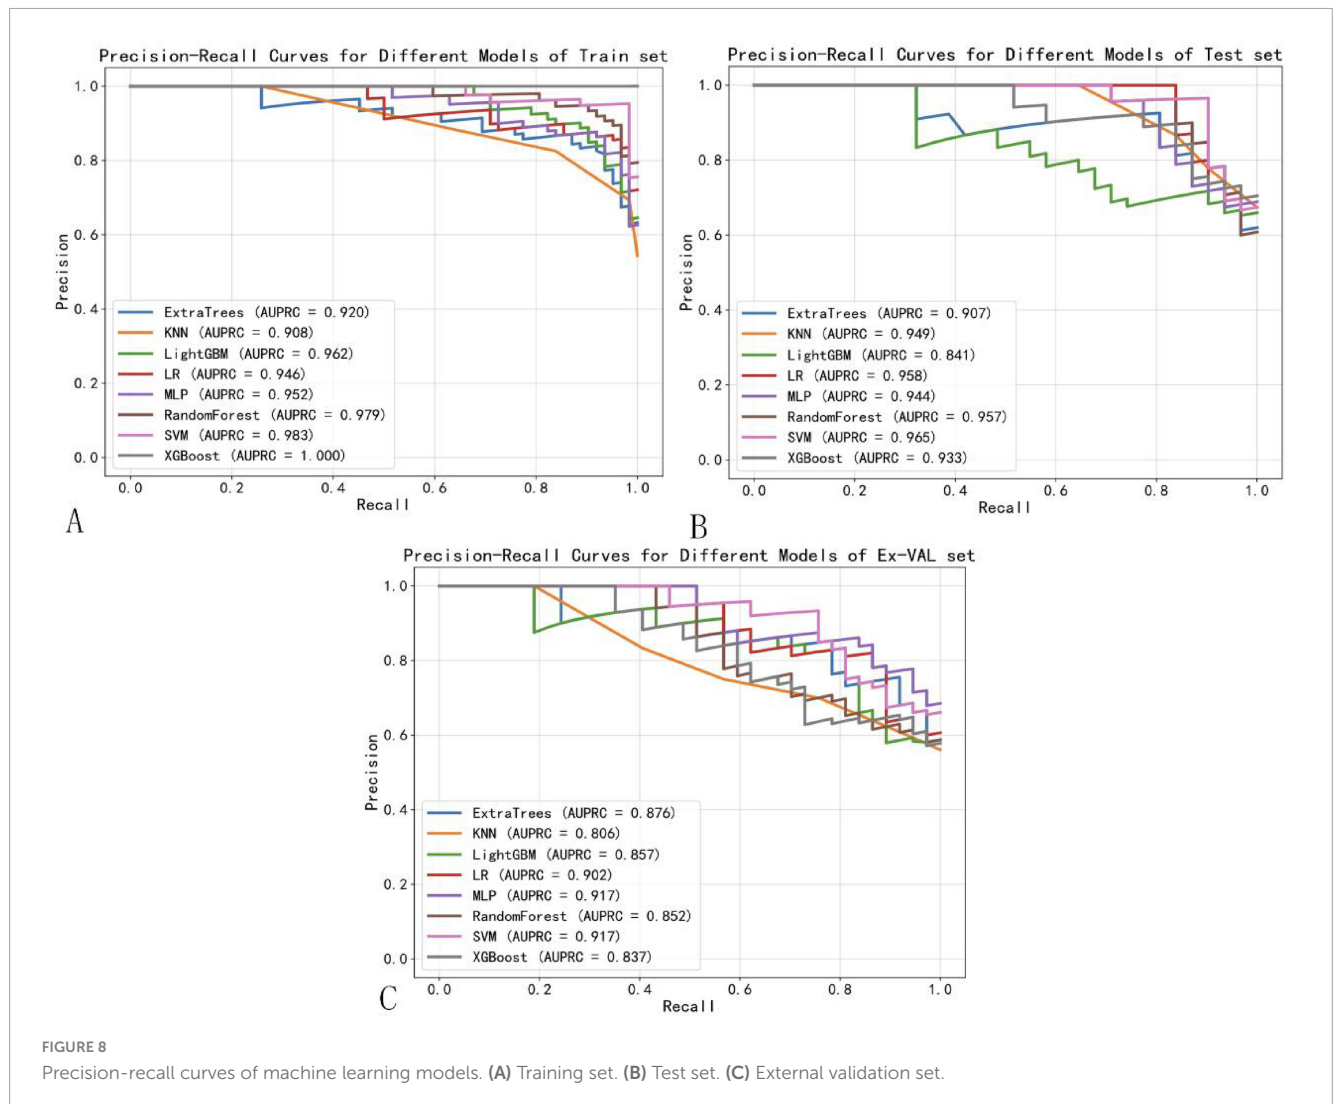 Precision-Recall Curves for Different Models of Train set
1.0
0.8
0.6
0.4
0.2
0.0
Precision
ExtraTrees (AUPRC = 0.920)
KNN (AUPRC = 0.908)
LightGBM (AUPRC = 0.962)
LR (AUPRC = 0.946)
MLP (AUPRC = 0.952)
RandomForest (AUPRC = 0.979)
SVM (AUPRC = 0.983)
XGBoost (AUPRC = 1.000)
0.0 0.2 0.4 0.6 0.8 1.0
Recall
A
Precision-Recall Curves for Different Models of Test set
1.0
0.8
0.6
0.4
0.2
0.0
Precision
ExtraTrees (AUPRC = 0.907)
KNN (AUPRC = 0.949)
LightGBM (AUPRC = 0.841)
LR (AUPRC = 0.958)
MLP (AUPRC = 0.944)
RandomForest (AUPRC = 0.957)
SVM (AUPRC = 0.965)
XGBoost (AUPRC = 0.933)
0.0 0.2 0.4 0.6 0.8 1.0
Recall
B
Precision-Recall Curves for Different Models of Ex-VAL set
1.0
0.8
0.6
0.4
0.2
0.0
Precision
ExtraTrees (AUPRC = 0.876)
KNN (AUPRC = 0.806)
LightGBM (AUPRC = 0.857)
LR (AUPRC = 0.902)
MLP (AUPRC = 0.917)
RandomForest (AUPRC = 0.852)
SVM (AUPRC = 0.917)
XGBoost (AUPRC = 0.837)
0.0 0.2 0.4 0.6 0.8 1.0
Recall
C
FIGURE 8
Precision-recall curves of machine learning models. (A) Training set. (B) Test set. (C) External validation set.